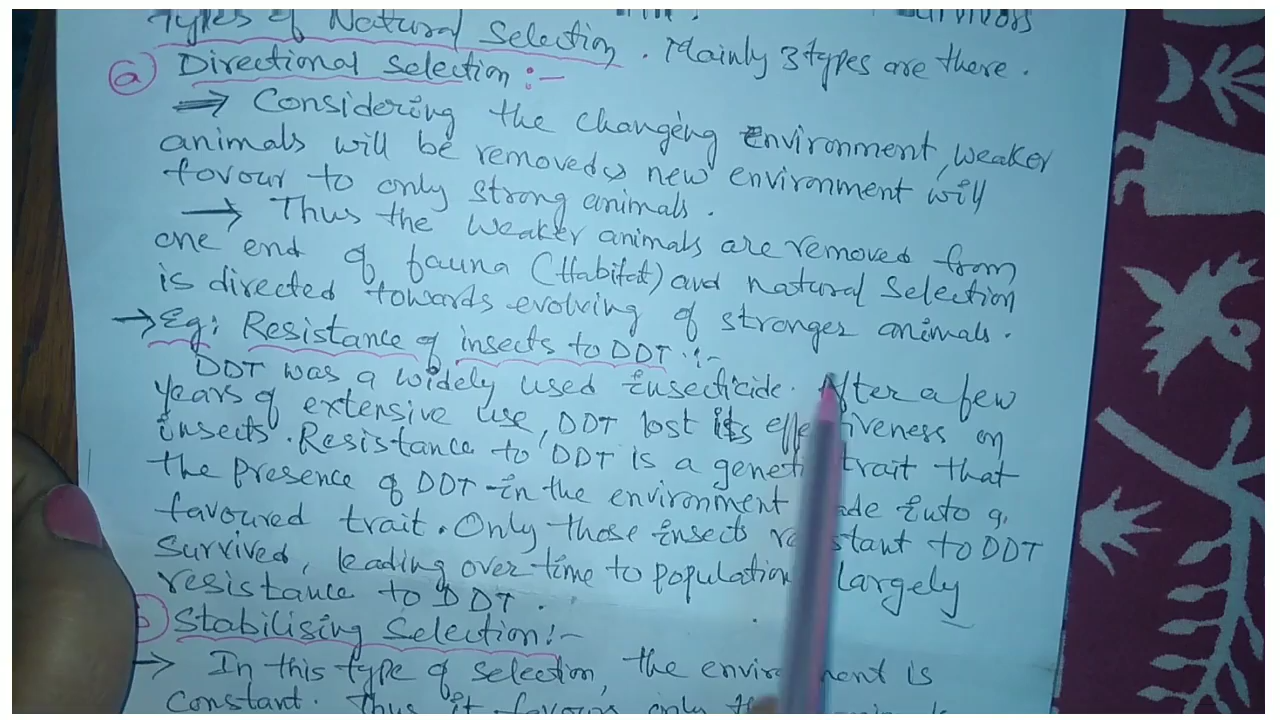 Types of Natural Selection. Mainly 3 types are there.
a) Directional Selection :-
⇒ Considering the changing Environment, weaker
animals will be removed & new environment will
favour to only strong animals.
→ Thus the weaker animals are removed from
one end of fauna (Habitat) and natural selection
is directed towards evolving of stronger animals.
→ Eg: Resistance of insects to DDT :-
DDT was a widely used insecticide. After a few
years of extensive use, DDT lost its effectiveness on
insects. Resistance to DDT is a genetic trait that
the presence of DDT in the environment made into a
favoured trait. Only those insects resistant to DDT
survived, leading over time to population largely
resistance to DDT.
b) Stabilising Selection :-
→ In this type of selection, the environment is
constant. Thus it favours only the